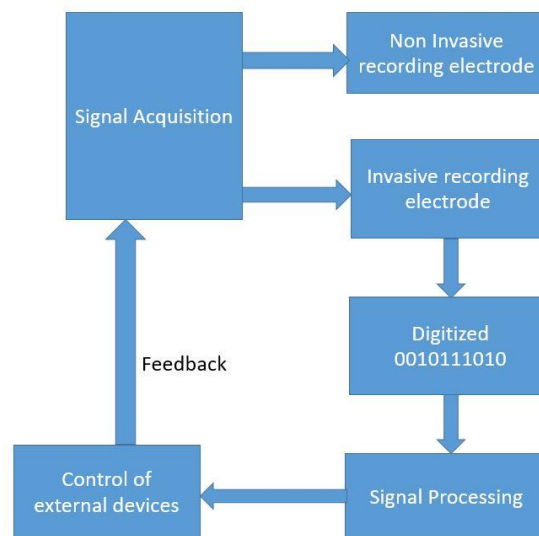 Non Invasive
recording electrode
Signal Acquisition
Invasive recording
electrode
Digitized
0010111010
Feedback
Control of
external devices
Signal Processing